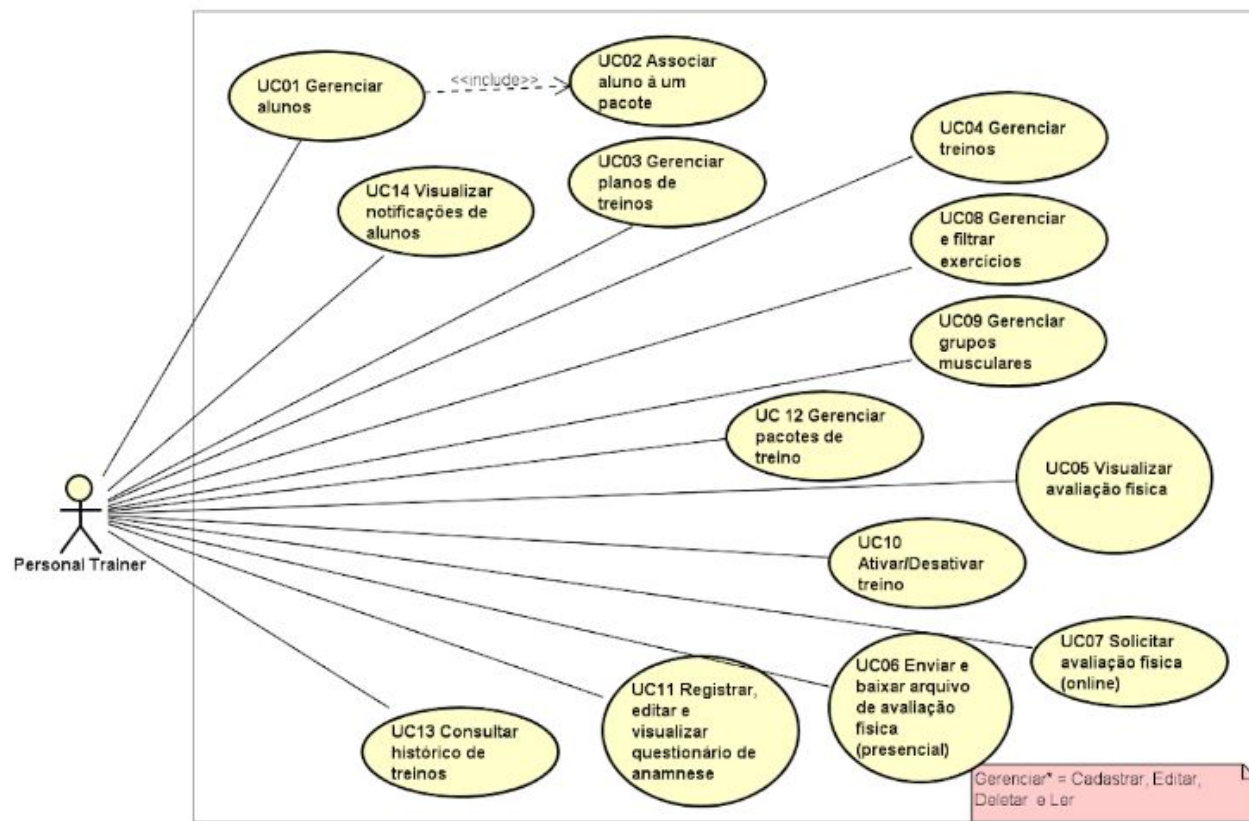 UC01 Gerenciar
alunos
<<include>>
UC02 Associar
aluno à um
pacote
UC03 Gerenciar
planos de
treinos
UC04 Gerenciar
treinos
UC14 Visualizar
notificações de
alunos
UC08 Gerenciar
e filtrar
exercícios
UC09 Gerenciar
grupos
musculares
UC 12 Gerenciar
pacotes de
treino
UC05 Visualizar
avaliação física
Personal Trainer
UC10
Ativar/Desativar
treino
UC07 Solicitar
avaliação física
(online)
UC06 Enviar e
baixar arquivo
de avaliação
física
(presencial)
UC11 Registrar,
editar e
visualizar
questionário de
anamnese
UC13 Consultar
histórico de
treinos
Gerenciar* = Cadastrar, Editar,
Deletar e Ler